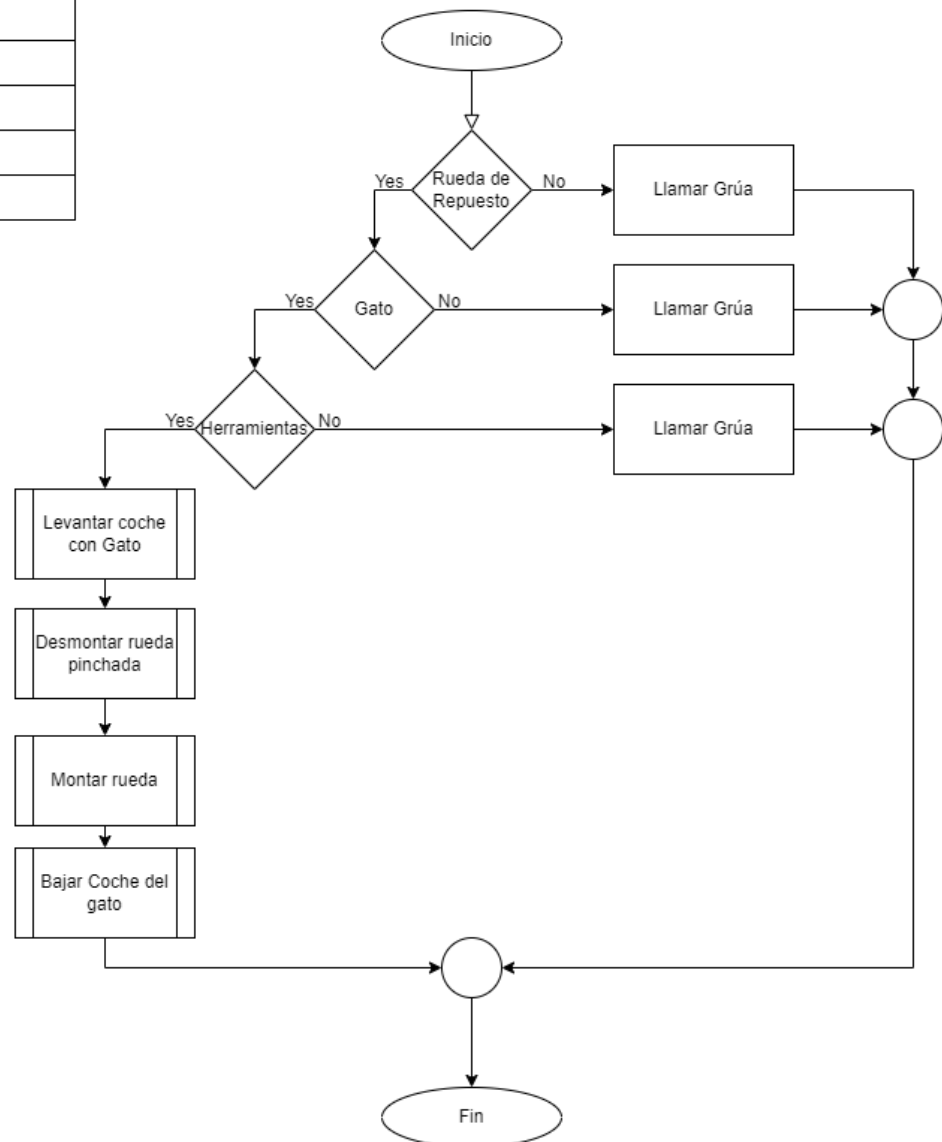 Inicio
Yes
Rueda de
Repuesto
No
Llamar Grúa
Yes
Gato
No
Llamar Grúa
Yes
Herramientas
No
Llamar Grúa
Levantar coche
con Gato
Desmontar rueda
pinchada
Montar rueda
Bajar Coche del
gato
Fin